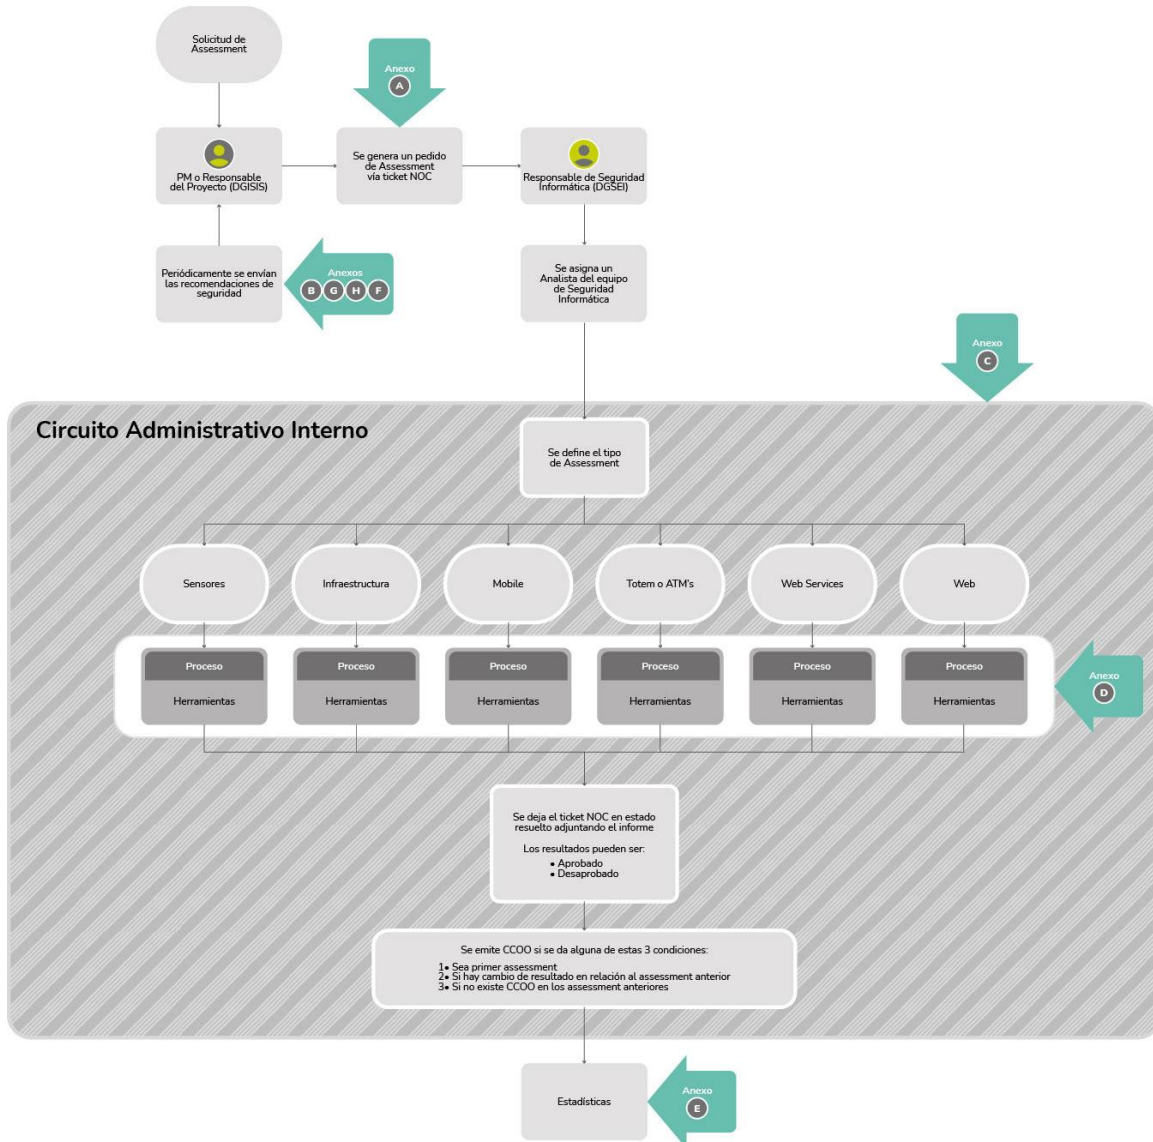 Solicitud de
Assessment
Anexo
A
PM o Responsable
del Proyecto (DGISIS)
Se genera un pedido
de Assessment
vía ticket NOC
Responsable de Seguridad
Informática (DGSEI)
Periódicamente se envían
las recomendaciones de
seguridad
Anexos
B G H F
Se asigna un
Analista del equipo
de Seguridad
Informática
Anexo
C
Circuito Administrativo Interno
Se define el tipo
de Assessment
Sensores
Infraestructura
Mobile
Totem o ATM's
Web Services
Web
Proceso
Herramientas
Proceso
Herramientas
Proceso
Herramientas
Proceso
Herramientas
Proceso
Herramientas
Proceso
Herramientas
Anexo
D
Se deja el ticket NOC en estado
resuelto adjuntando el informe
Los resultados pueden ser:
• Aprobado
• Desaprobado
Se emite CCOO si se da alguna de estas 3 condiciones:
1• Sea primer assessment
2• Si hay cambio de resultado en relación al assessment anterior
3• Si no existe CCOO en los assessment anteriores
Estadísticas
Anexo
E